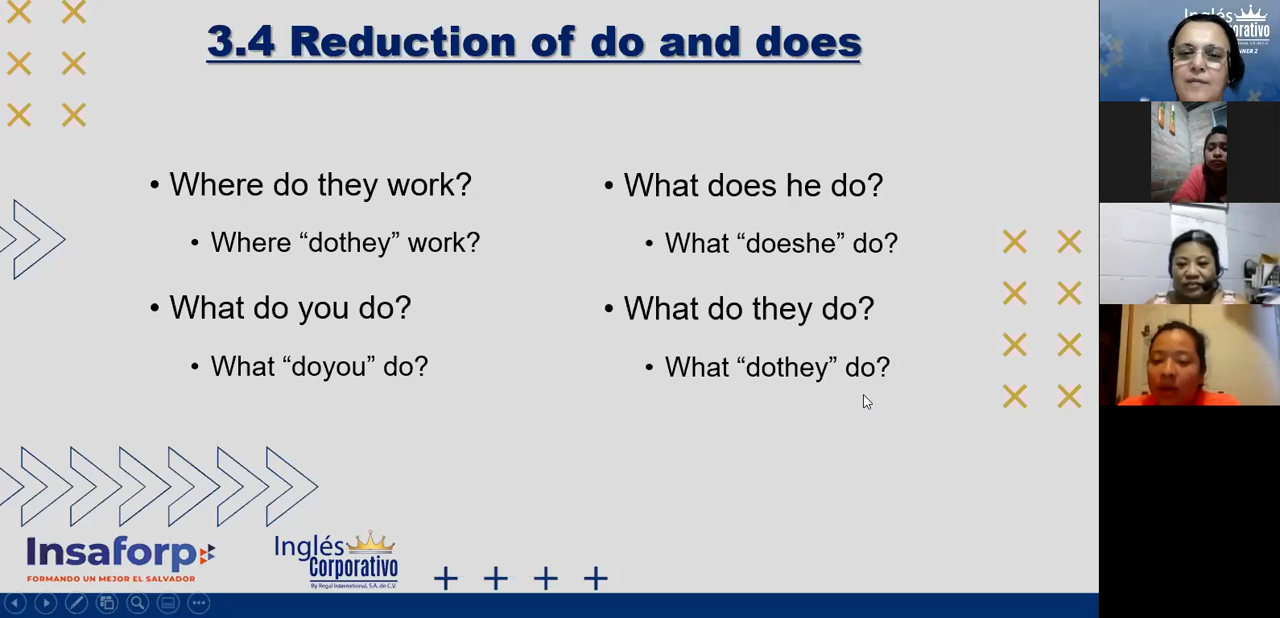 3.4 Reduction of do and does
• Where do they work?
• Where “dothey” work?
• What do you do?
• What “doyou” do?
• What does he do?
• What “doeshe” do?
• What do they do?
• What “dothey” do?
Insaforp
FORMANDO UN MEJOR EL SALVADOR
Inglés
Corporativo
By Regal International, S.A. de C.V.
Inglés